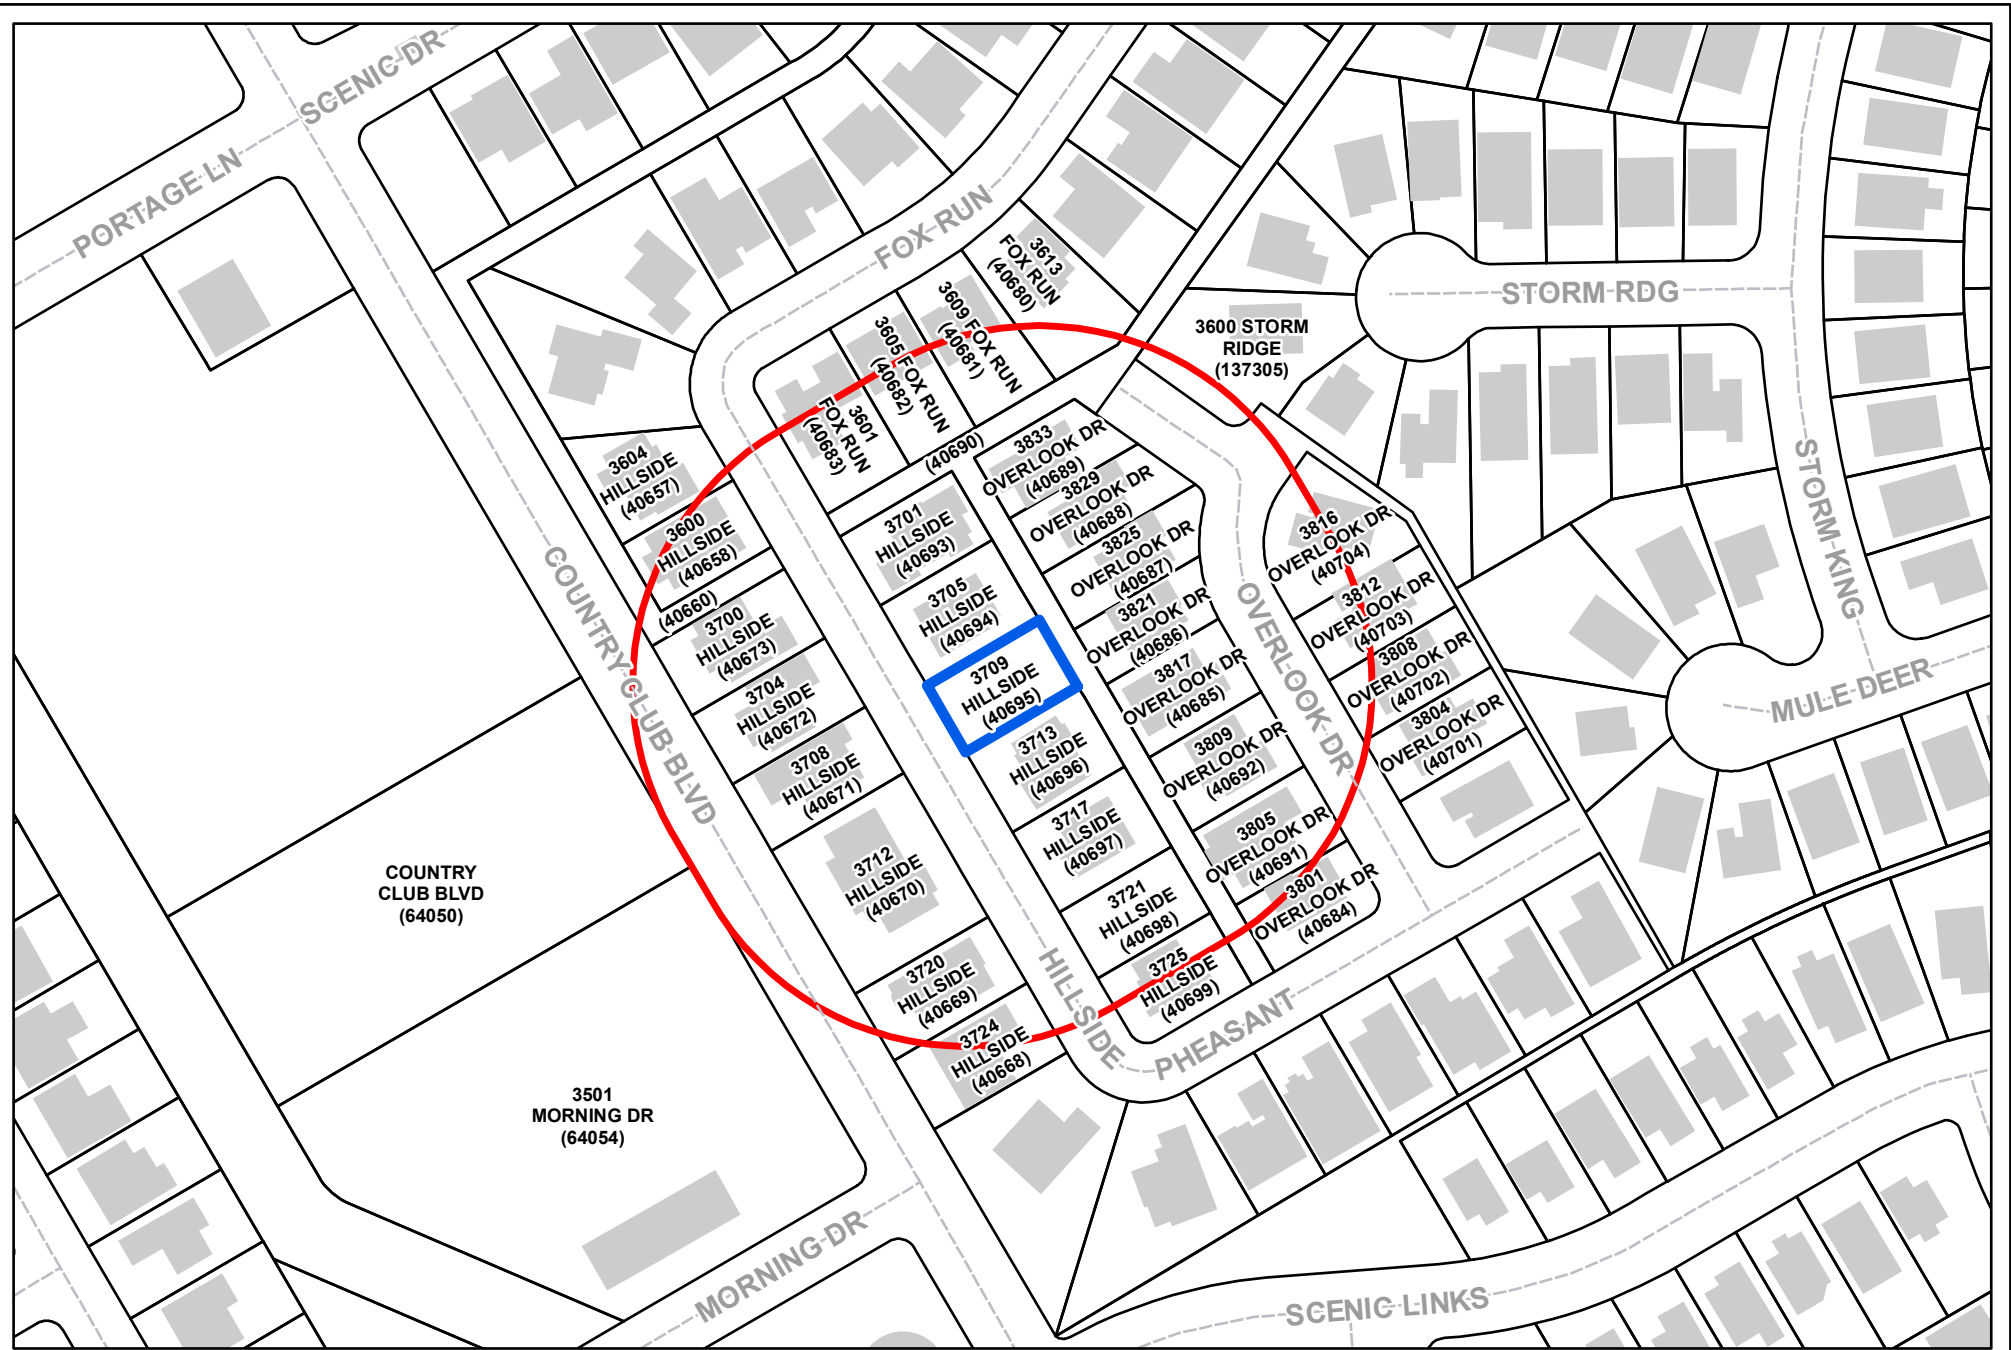 SCENIC DR
PORTAGE LN
FOX RUN
3613
FOX RUN
(40680)
3609 FOX RUN
(40681)
3605 FOX RUN
(40682)
3601
FOX RUN
(40683)
STORM RDG
3600 STORM
RIDGE
(137305)
STORM KING
MULE DEER
3604
HILLSIDE
(40657)
3600
HILLSIDE
(40658)
(40660)
3700
HILLSIDE
(40673)
3704
HILLSIDE
(40672)
3708
HILLSIDE
(40671)
3712
HILLSIDE
(40670)
3720
HILLSIDE
(40669)
3724
HILLSIDE
(40668)
(40690)
3701
HILLSIDE
(40693)
3705
HILLSIDE
(40694)
3709
HILLSIDE
(40695)
3713
HILLSIDE
(40696)
3717
HILLSIDE
(40697)
3721
HILLSIDE
(40698)
3725
HILLSIDE
(40699)
3833
OVERLOOK DR
(40689)
3829
OVERLOOK DR
(40688)
3825
OVERLOOK DR
(40687)
3821
OVERLOOK DR
(40686)
3817
OVERLOOK DR
(40685)
3809
OVERLOOK DR
(40692)
3805
OVERLOOK DR
(40691)
3801
OVERLOOK DR
(40684)
3816
OVERLOOK DR
(40704)
3812
OVERLOOK DR
(40703)
3808
OVERLOOK DR
(40702)
3804
OVERLOOK DR
(40701)
OVERLOOK DR
COUNTRY CLUB BLVD
HILLSIDE
PHEASANT
COUNTRY
CLUB BLVD
(64050)
3501
MORNING DR
(64054)
MORNING DR
SCENIC LINKS